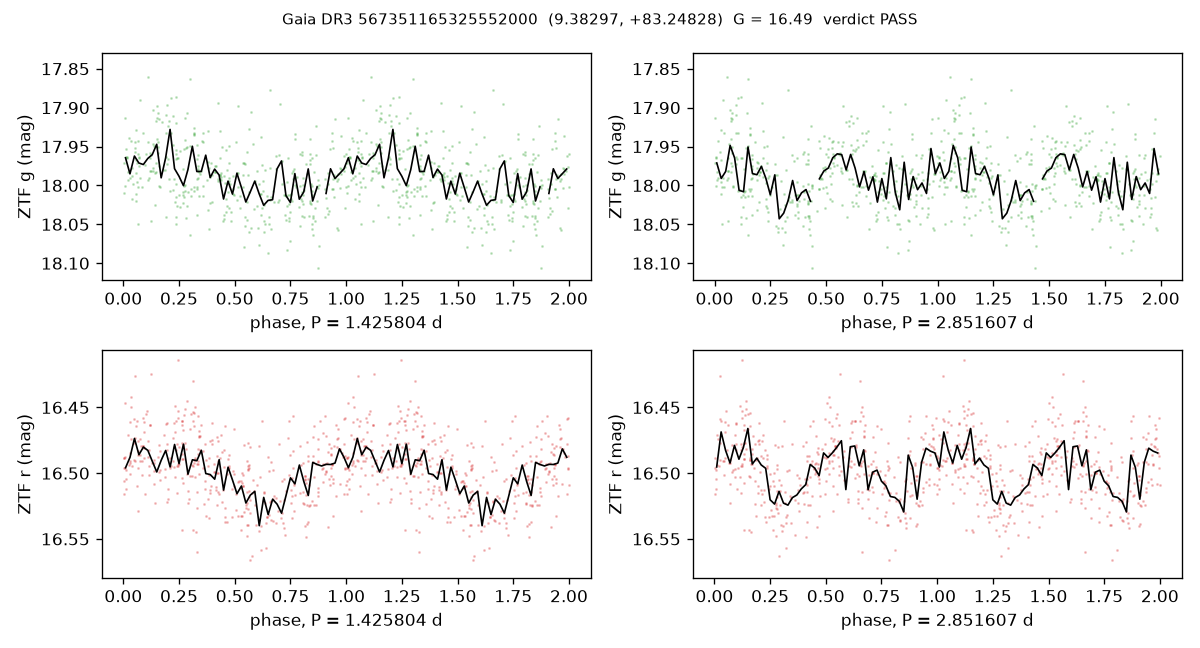 Gaia DR3 567351165325552000  (9.38297, +83.24828)  G = 16.49  verdict PASS
ZTF g (mag)
17.85
17.90
17.95
18.00
18.05
18.10
0.00 0.25 0.50 0.75 1.00 1.25 1.50 1.75 2.00
phase, P = 1.425804 d
ZTF g (mag)
17.85
17.90
17.95
18.00
18.05
18.10
0.00 0.25 0.50 0.75 1.00 1.25 1.50 1.75 2.00
phase, P = 2.851607 d
ZTF r (mag)
16.45
16.50
16.55
0.00 0.25 0.50 0.75 1.00 1.25 1.50 1.75 2.00
phase, P = 1.425804 d
ZTF r (mag)
16.45
16.50
16.55
0.00 0.25 0.50 0.75 1.00 1.25 1.50 1.75 2.00
phase, P = 2.851607 d